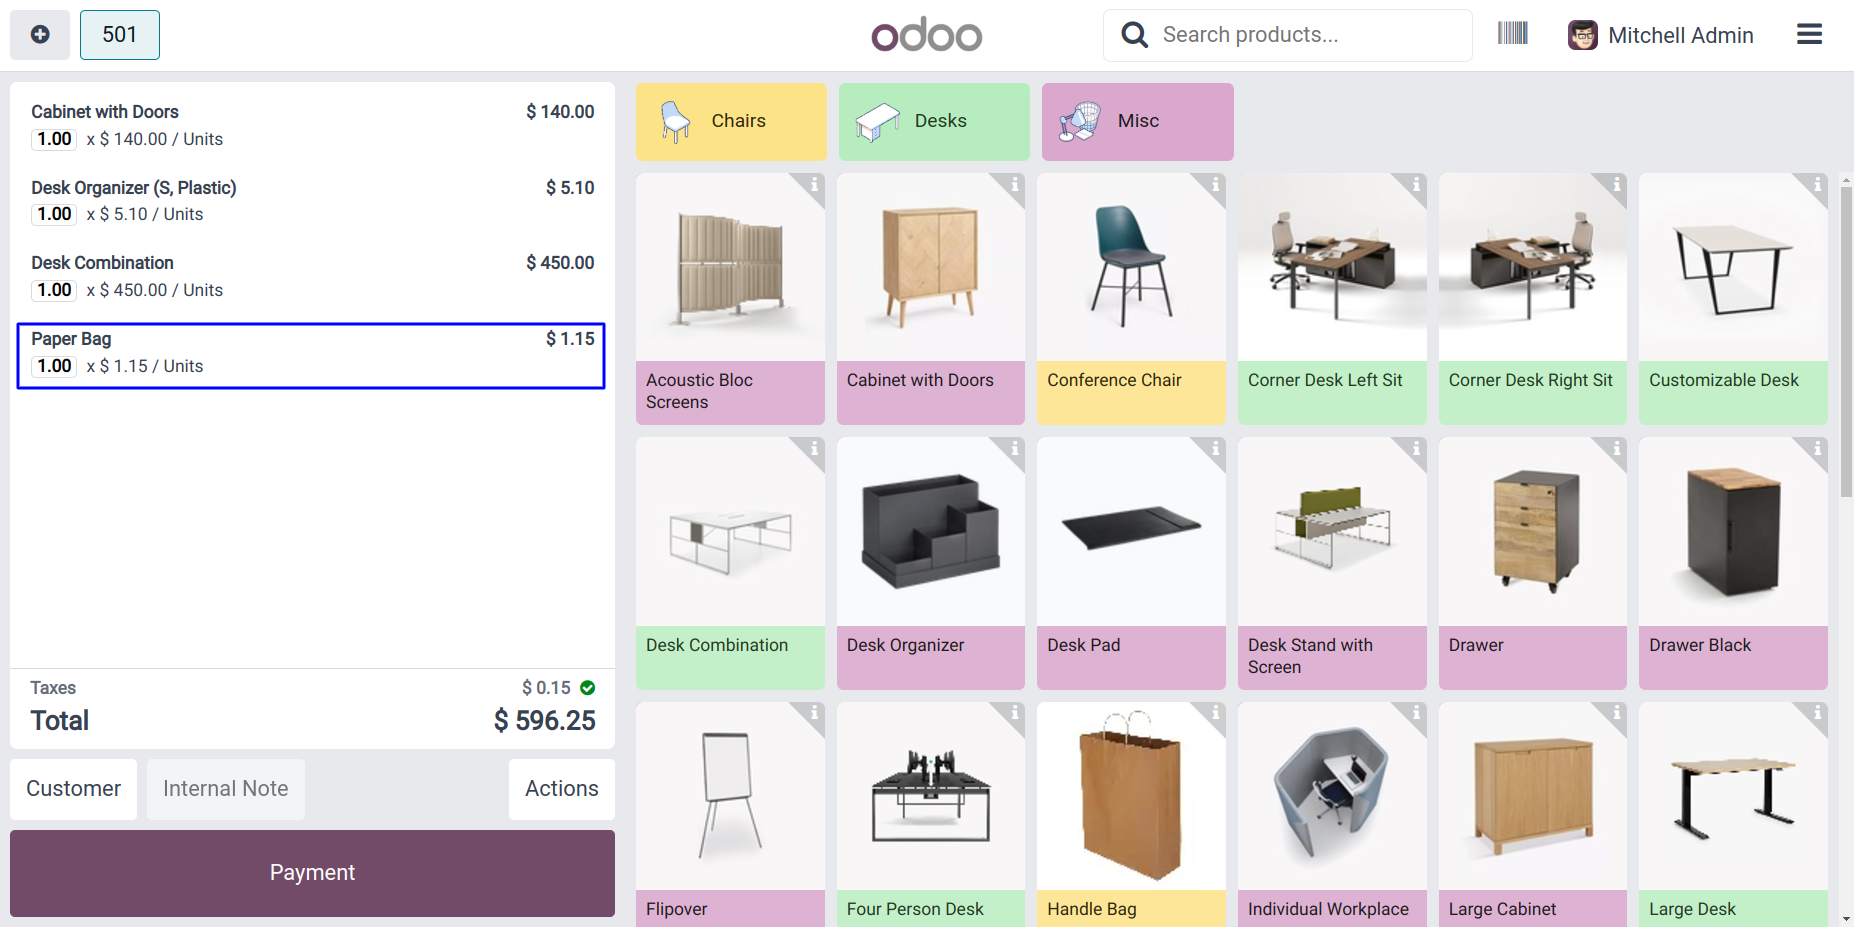 501
odoo
Search products...
Mitchell Admin
Cabinet with Doors $ 140.00
1.00 x $ 140.00 / Units
Desk Organizer (S, Plastic) $ 5.10
1.00 x $ 5.10 / Units
Desk Combination $ 450.00
1.00 x $ 450.00 / Units
Paper Bag $ 1.15
1.00 x $ 1.15 / Units
Taxes $ 0.15
Total $ 596.25
Customer
Internal Note
Actions
Payment
Chairs
Desks
Misc
Acoustic Bloc
Screens
Cabinet with Doors
Conference Chair
Corner Desk Left Sit
Corner Desk Right Sit
Customizable Desk
Desk Combination
Desk Organizer
Desk Pad
Desk Stand with
Screen
Drawer
Drawer Black
Flipover
Four Person Desk
Handle Bag
Individual Workplace
Large Cabinet
Large Desk